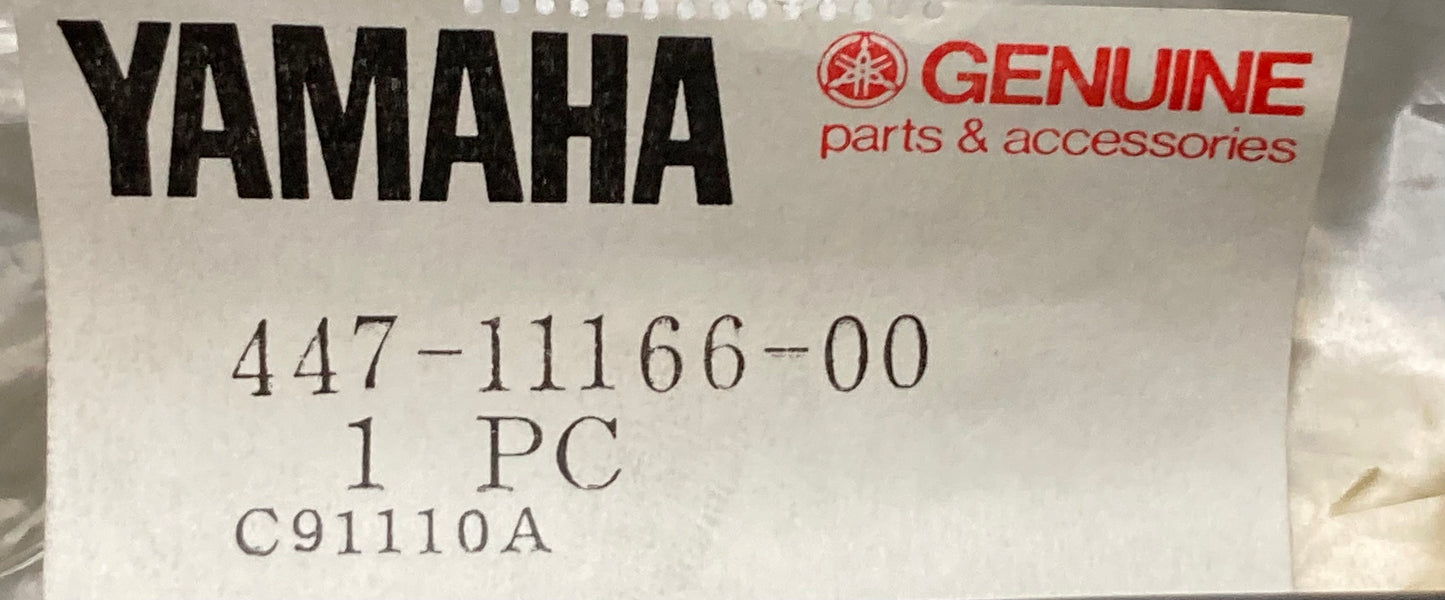 YAMAHA
GENUINE
parts & accessories
447-11166-00
1 PC
C91110A